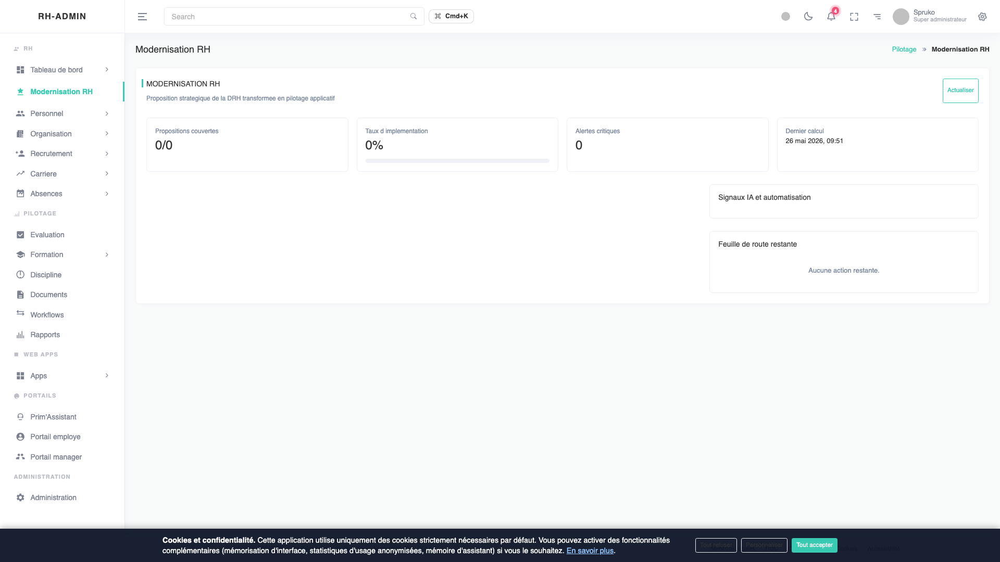 RH-ADMIN
Search
Cmd+K
4
Spruko
Super administrateur
RH
Tableau de bord
Modernisation RH
Personnel
Organisation
Recrutement
Carriere
Absences
PILOTAGE
Evaluation
Formation
Discipline
Documents
Workflows
Rapports
WEB APPS
Apps
PORTAILS
Prim'Assistant
Portail employe
Portail manager
ADMINISTRATION
Administration
Modernisation RH
Pilotage » Modernisation RH
MODERNISATION RH
Proposition strategique de la DRH transformee en pilotage applicatif
Actualiser
Propositions couvertes
0/0
Taux d implementation
0%
Alertes critiques
0
Dernier calcul
26 mai 2026, 09:51
Signaux IA et automatisation
Feuille de route restante
Aucune action restante.
Cookies et confidentialité. Cette application utilise uniquement des cookies strictement nécessaires par défaut. Vous pouvez activer des fonctionnalités
complémentaires (mémorisation d'interface, statistiques d'usage anonymisées, mémoire d'assistant) si vous le souhaitez. En savoir plus.
Tout refuser
Personnaliser
Tout accepter